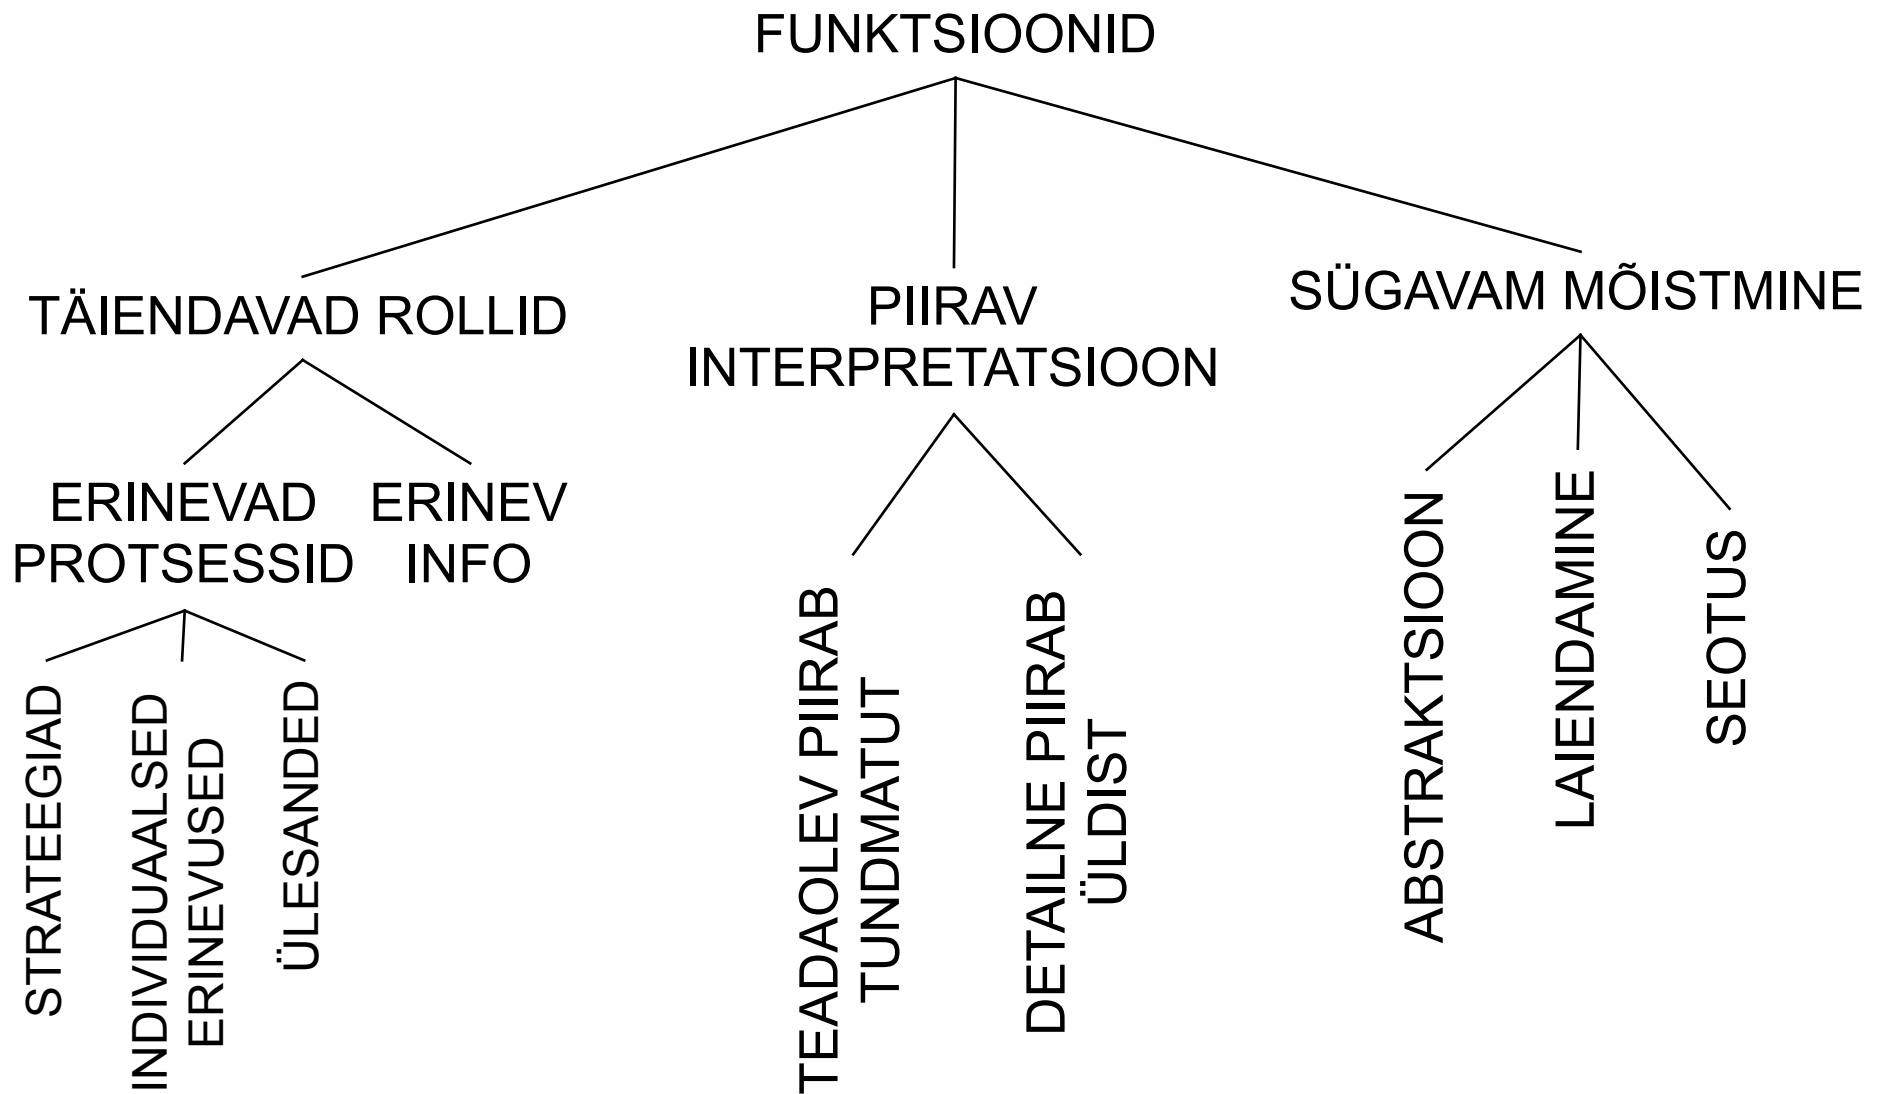 FUNKTSIOONID
TÄIENDAVAD ROLLID
PIIRAV
INTERPRETATSIOON
SÜGAVAM MÕISTMINE
ERINEVAD
PROTSESSID
ERINEV
INFO
STRATEEGIAD
INDIVIDUAALSED
ERINEVUSED
ÜLESANDED
TEADAOLEV PIIRAB
TUNDMATUT
DETAILNE PIIRAB
ÜLDIST
ABSTRAKTSIOON
LAIENDAMINE
SEOTUS